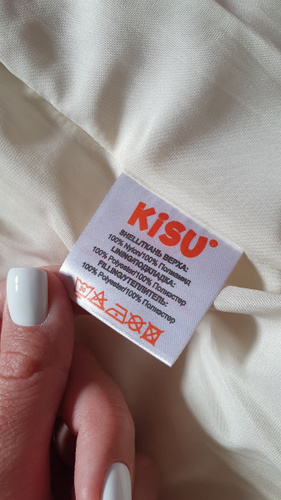 KiSU®
SHELL/ТКАНЬ ВЕРХА:
100% Nylon/100% Полиамид
LINING/ПОДКЛАДКА:
100% Polyester/100% Полиэстер
FILLING/УТЕПЛИТЕЛЬ:
100% Polyester/100% Полиэстер